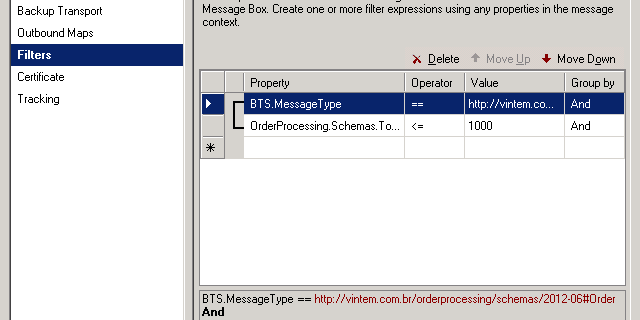 Backup Transport
Outbound Maps
Filters
Certificate
Tracking
Message Box. Create one or more filter expressions using any properties in the message
context.
Delete Move Up Move Down
Property Operator Value Group by
BTS.MessageType == http://vintem.co... And
OrderProcessing.Schemas.To... <= 1000 And
BTS.MessageType == http://vintem.com.br/orderprocessing/schemas/2012-06#Order
And